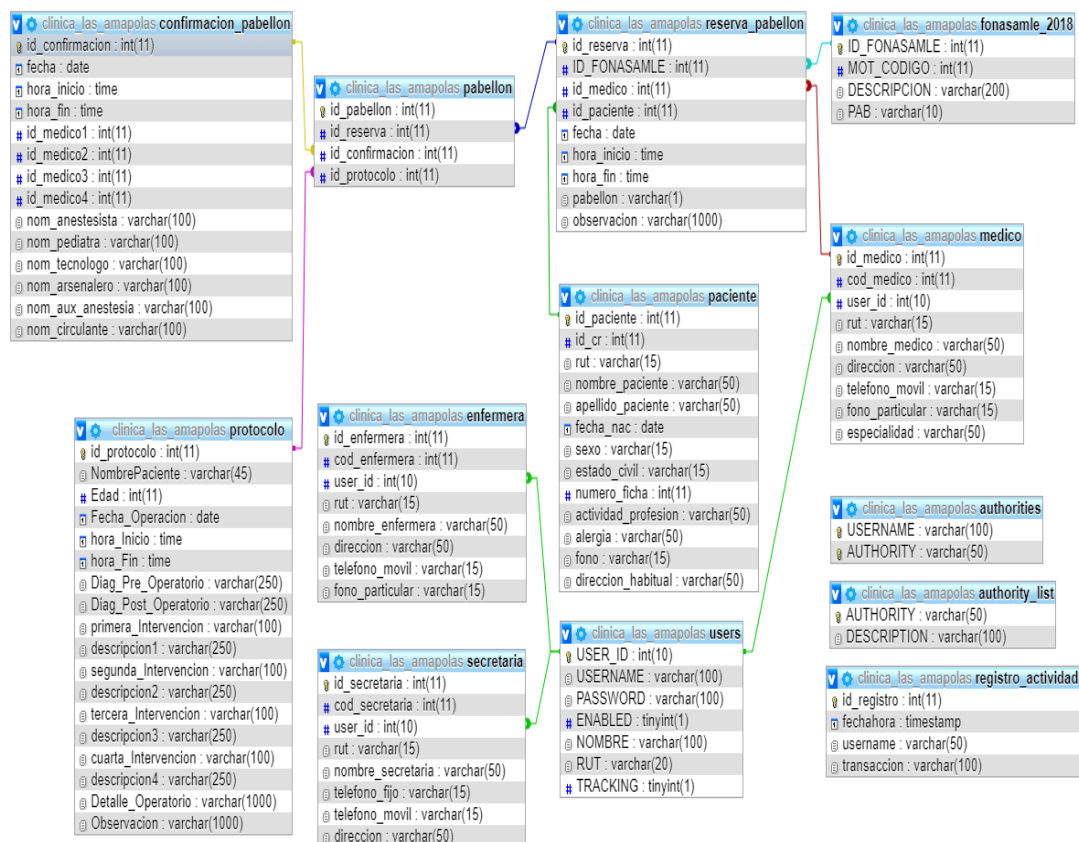 clinica_las_amapolas confirmacion_pabellon
id_confirmacion : int(11)
fecha : date
hora_inicio : time
hora_fin : time
id_medico1 : int(11)
id_medico2 : int(11)
id_medico3 : int(11)
id_medico4 : int(11)
nom_anestesista : varchar(100)
nom_pediatra : varchar(100)
nom_tecnologo : varchar(100)
nom_arsenalero : varchar(100)
nom_aux_anestesia : varchar(100)
nom_circulante : varchar(100)
clinica_las_amapolas pabellon
id_pabellon : int(11)
id_reserva : int(11)
id_confirmacion : int(11)
id_protocolo : int(11)
clinica_las_amapolas reserva_pabellon
id_reserva : int(11)
ID_FONASAMLE : int(11)
id_medico : int(11)
id_paciente : int(11)
fecha : date
hora_inicio : time
hora_fin : time
pabellon : varchar(1)
observacion : varchar(1000)
clinica_las_amapolas fonasamle_2018
ID_FONASAMLE : int(11)
MOT_CODIGO : int(11)
DESCRIPCION : varchar(200)
PAB : varchar(10)
clinica_las_amapolas medico
id_medico : int(11)
cod_medico : int(11)
user_id : int(10)
rut : varchar(15)
nombre_medico : varchar(50)
direccion : varchar(50)
telefono_movil : varchar(15)
fono_particular : varchar(15)
especialidad : varchar(50)
clinica_las_amapolas paciente
id_paciente : int(11)
id_cr : int(11)
rut : varchar(15)
nombre_paciente : varchar(50)
apellido_paciente : varchar(50)
fecha_nac : date
sexo : varchar(15)
estado_civil : varchar(15)
numero_ficha : int(11)
actividad_profesion : varchar(50)
alergia : varchar(50)
fono : varchar(15)
direccion_habitual : varchar(50)
clinica_las_amapolas protocolo
id_protocolo : int(11)
NombrePaciente : varchar(45)
Edad : int(11)
Fecha_Operacion : date
hora_Inicio : time
hora_Fin : time
Diag_Pre_Operatorio : varchar(250)
Diag_Post_Operatorio : varchar(250)
primera_Intervencion : varchar(100)
descripcion1 : varchar(250)
segunda_Intervencion : varchar(100)
descripcion2 : varchar(250)
tercera_Intervencion : varchar(100)
descripcion3 : varchar(250)
cuarta_Intervencion : varchar(100)
descripcion4 : varchar(250)
Detalle_Operatorio : varchar(1000)
Observacion : varchar(1000)
clinica_las_amapolas enfermera
id_enfermera : int(11)
cod_enfermera : int(11)
user_id : int(10)
rut : varchar(15)
nombre_enfermera : varchar(50)
direccion : varchar(50)
telefono_movil : varchar(15)
fono_particular : varchar(15)
clinica_las_amapolas secretaria
id_secretaria : int(11)
cod_secretaria : int(11)
user_id : int(10)
rut : varchar(15)
nombre_secretaria : varchar(50)
telefono_fijo : varchar(15)
telefono_movil : varchar(15)
direccion : varchar(50)
clinica_las_amapolas users
USER_ID : int(10)
USERNAME : varchar(100)
PASSWORD : varchar(100)
ENABLED : tinyint(1)
NOMBRE : varchar(100)
RUT : varchar(20)
TRACKING : tinyint(1)
clinica_las_amapolas authorities
USERNAME : varchar(100)
AUTHORITY : varchar(50)
clinica_las_amapolas authority_list
AUTHORITY : varchar(50)
DESCRIPTION : varchar(100)
clinica_las_amapolas registro_actividad
id_registro : int(11)
fechahora : timestamp
username : varchar(50)
transaccion : varchar(100)